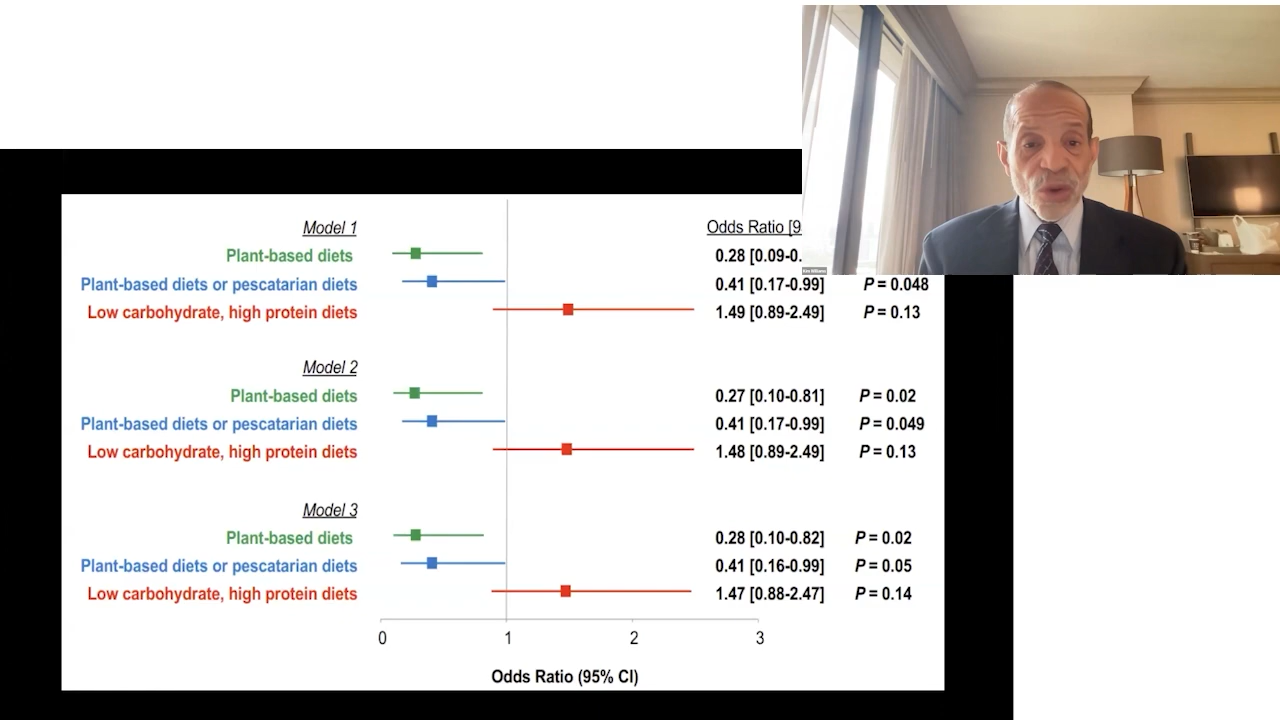 Model 1
Odds Ratio [9
Plant-based diets 0.28 [0.09-0.
Plant-based diets or pescatarian diets 0.41 [0.17-0.99] P = 0.048
Low carbohydrate, high protein diets 1.49 [0.89-2.49] P = 0.13
Model 2
Plant-based diets 0.27 [0.10-0.81] P = 0.02
Plant-based diets or pescatarian diets 0.41 [0.17-0.99] P = 0.049
Low carbohydrate, high protein diets 1.48 [0.89-2.49] P = 0.13
Model 3
Plant-based diets 0.28 [0.10-0.82] P = 0.02
Plant-based diets or pescatarian diets 0.41 [0.16-0.99] P = 0.05
Low carbohydrate, high protein diets 1.47 [0.88-2.47] P = 0.14
0 1 2 3
Odds Ratio (95% CI)